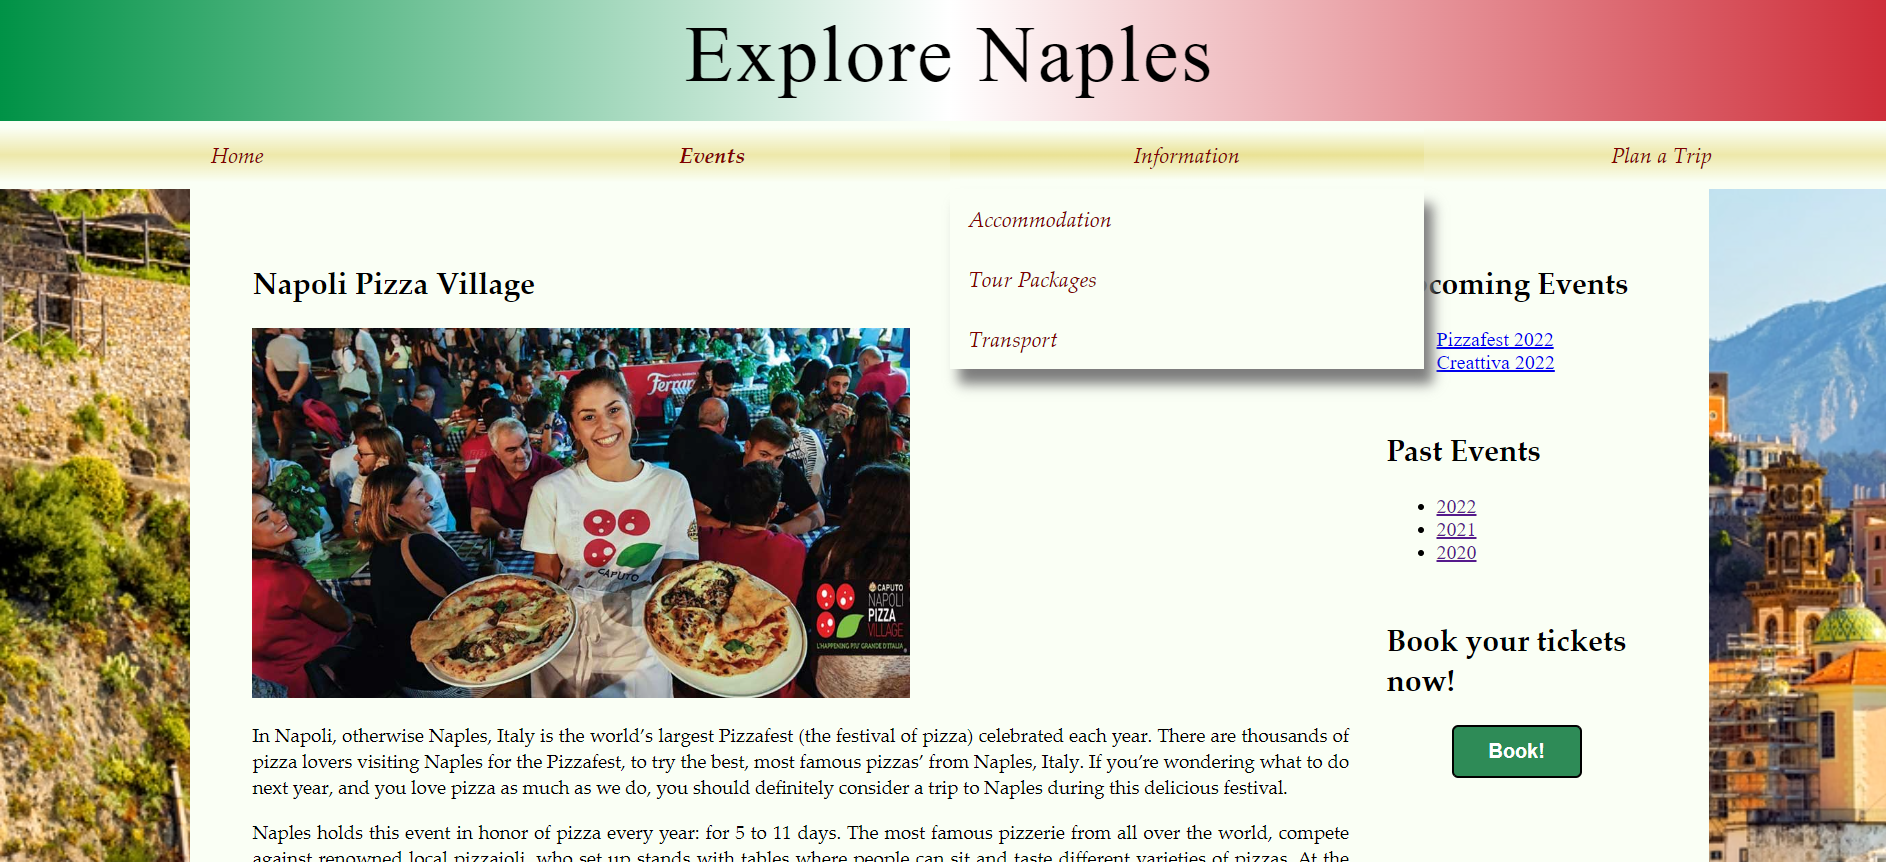 Explore Naples
Home
Events
Information
Plan a Trip
Accommodation
Tour Packages
Transport
Napoli Pizza Village
CAPUTO
CAPUTO
NAPOLI
PIZZA
VILLAGE
L'HAPPENING PIU' GRANDE D'ITALIA
In Napoli, otherwise Naples, Italy is the world’s largest Pizzafest (the festival of pizza) celebrated each year. There are thousands of
pizza lovers visiting Naples for the Pizzafest, to try the best, most famous pizzas’ from Naples, Italy. If you’re wondering what to do
next year, and you love pizza as much as we do, you should definitely consider a trip to Naples during this delicious festival.
Naples holds this event in honor of pizza every year: for 5 to 11 days. The most famous pizzerie from all over the world, compete
against renowned local pizzaioli, who set up stands with tables where people can sit and taste different varieties of pizzas. At the
coming Events
Pizzafest 2022
Creattiva 2022
Past Events
2022
2021
2020
Book your tickets
now!
Book!